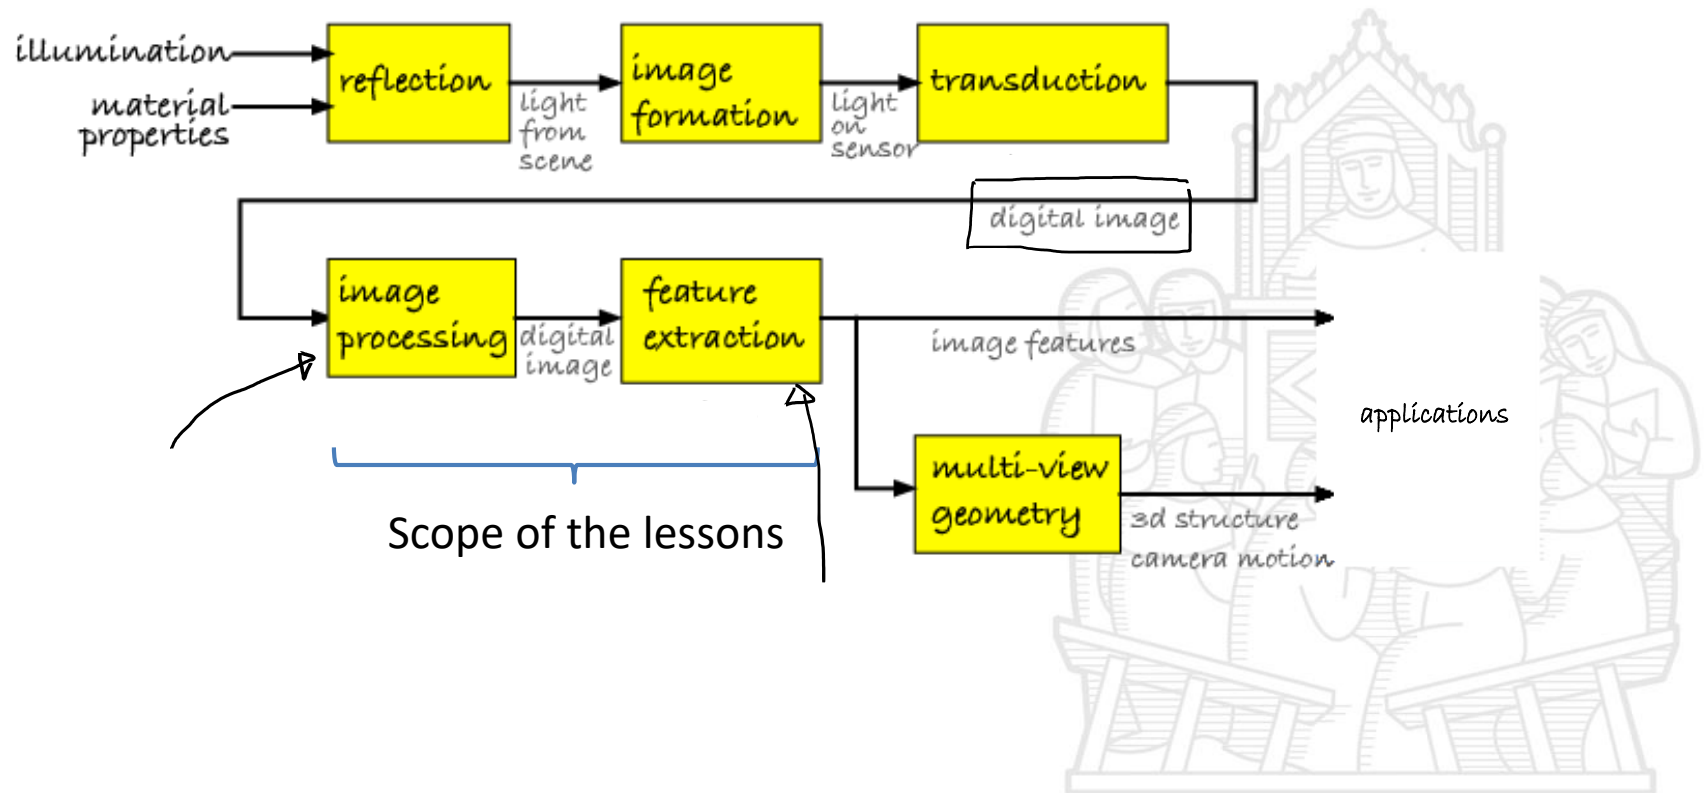 illumination
material
properties
reflection
light
from
scene
image
formation
light
on
sensor
transduction
digital image
image
processing
digital
image
feature
extraction
image features
multi-view
geometry
3d structure
camera motion
applications
Scope of the lessons